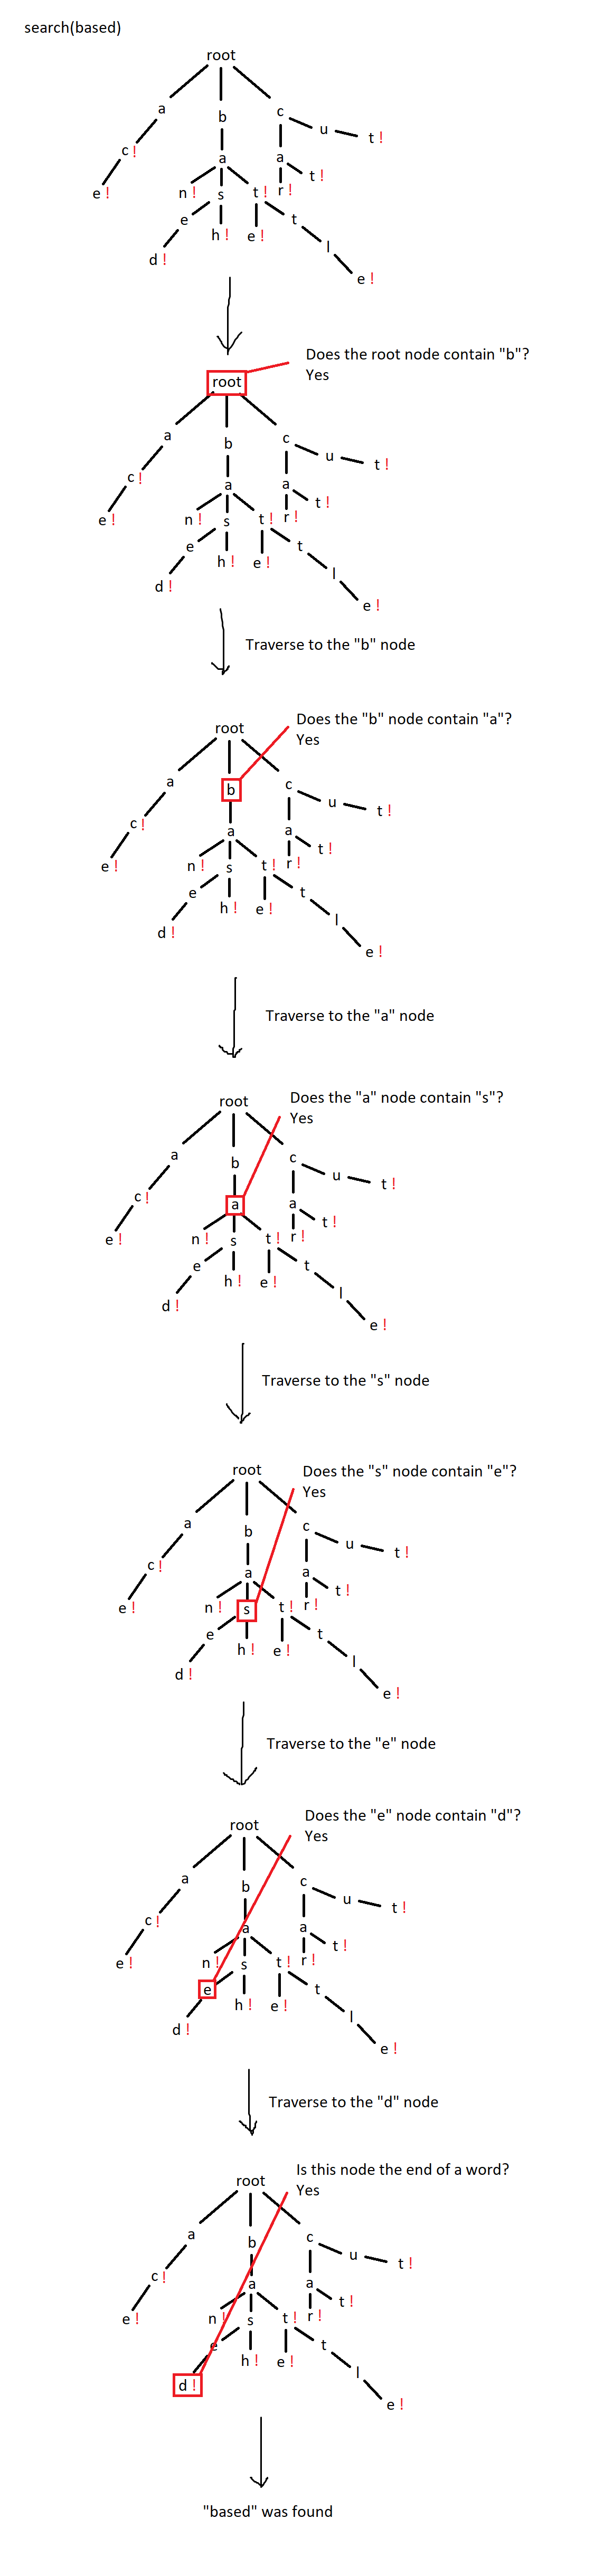 search(based)
root
a b c u t !
c ! a a t !
e ! n ! s t ! r !
e h ! e ! t
d ! l
e !
Does the root node contain "b"?
Yes
root
a b c u t !
c ! a a t !
e ! n ! s t ! r !
e h ! e ! t
d ! l
e !
Traverse to the "b" node
Does the "b" node contain "a"?
Yes
root
a b c u t !
c ! a a t !
e ! n ! s t ! r !
e h ! e ! t
d ! l
e !
Traverse to the "a" node
Does the "a" node contain "s"?
Yes
root
a b c u t !
c ! a a t !
e ! n ! s t ! r !
e h ! e ! t
d ! l
e !
Traverse to the "s" node
Does the "s" node contain "e"?
Yes
root
a b c u t !
c ! a a t !
e ! n ! s t ! r !
e h ! e ! t
d ! l
e !
Traverse to the "e" node
Does the "e" node contain "d"?
Yes
root
a b c u t !
c ! a a t !
e ! n ! s t ! r !
e h ! e ! t
d ! l
e !
Traverse to the "d" node
Is this node the end of a word?
Yes
root
a b c u t !
c ! a a t !
e ! n ! s t ! r !
e h ! e ! t
d ! l
e !
"based" was found